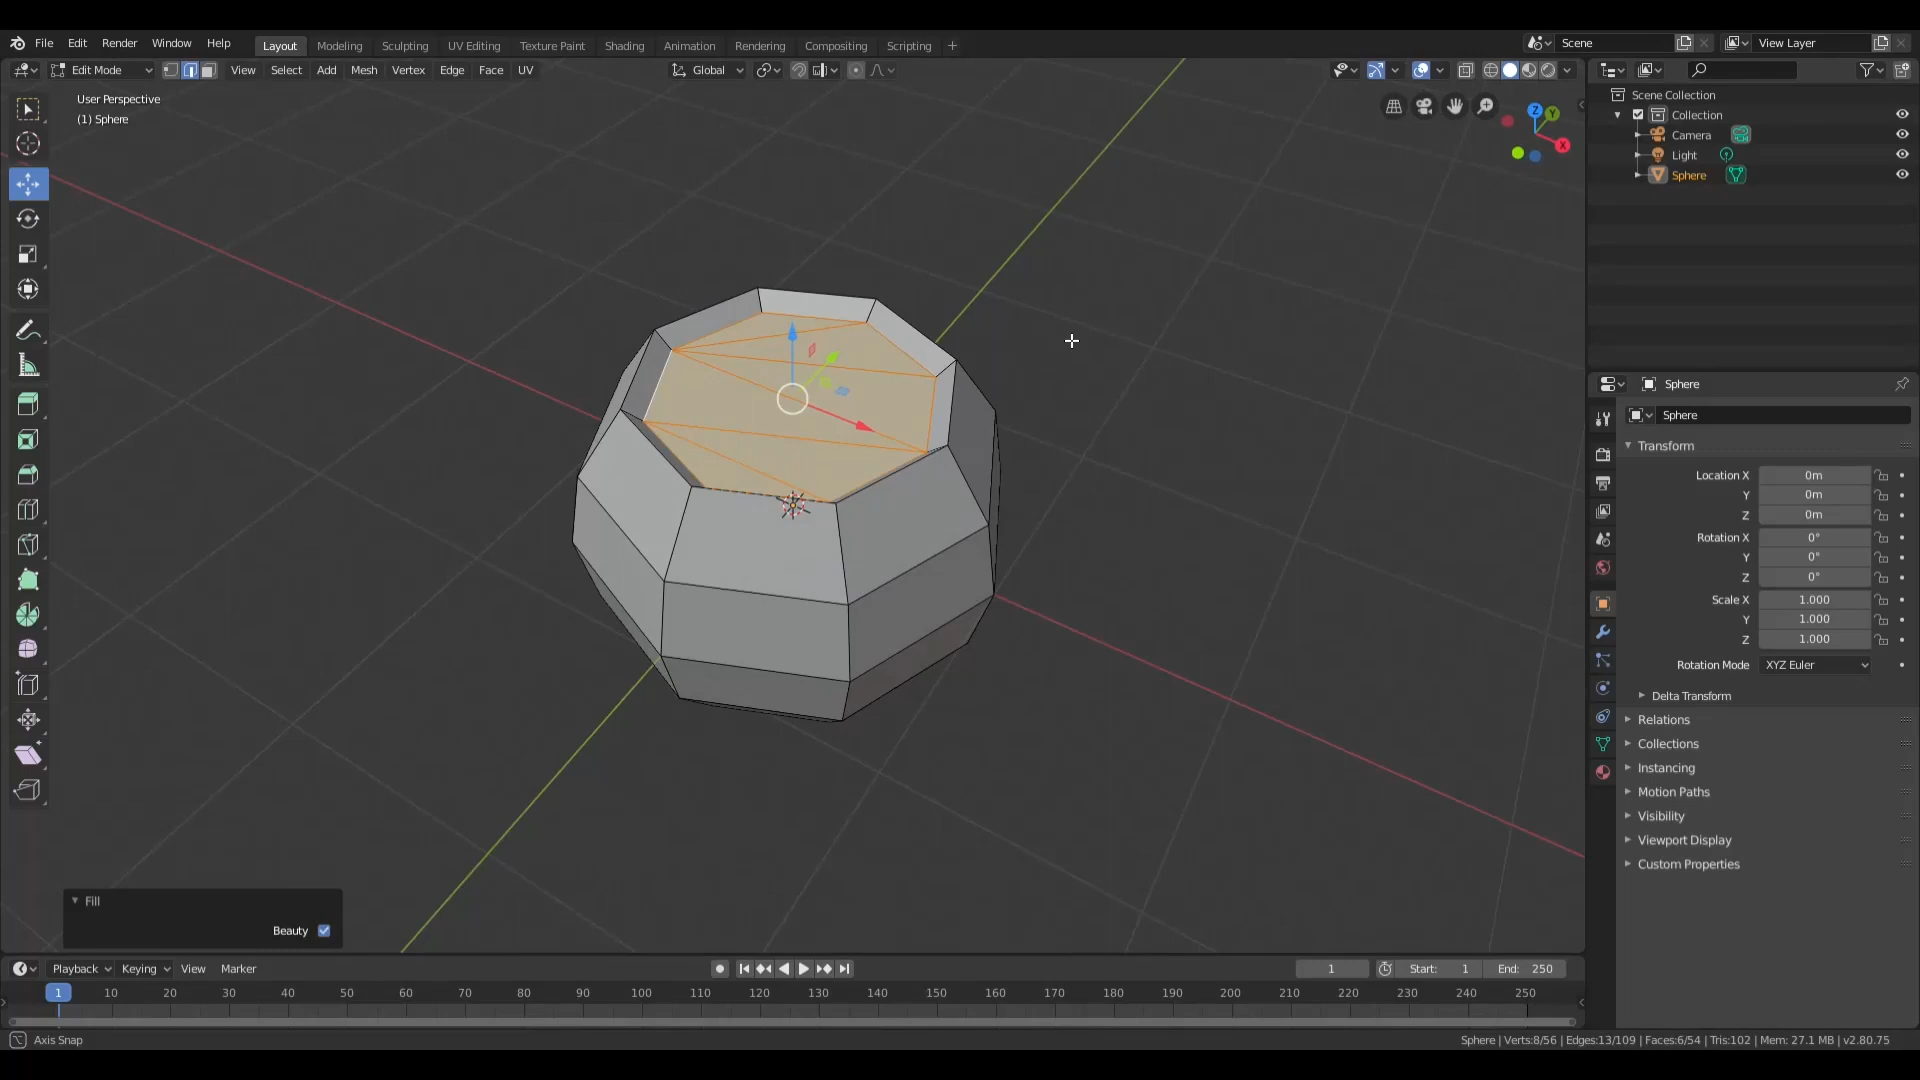 File Edit Render Window Help Layout Modeling Sculpting UV Editing Texture Paint Shading Animation Rendering Compositing Scripting + Scene View Layer
Edit Mode View Select Add Mesh Vertex Edge Face UV Global
User Perspective
(1) Sphere
Z Y X
Scene Collection
Collection
Camera
Light
Sphere
Sphere
Sphere
Transform
Location X 0m
Y 0m
Z 0m
Rotation X 0°
Y 0°
Z 0°
Scale X 1.000
Y 1.000
Z 1.000
Rotation Mode XYZ Euler
Delta Transform
Relations
Collections
Instancing
Motion Paths
Visibility
Viewport Display
Custom Properties
Fill
Beauty
Playback Keying View Marker 1 Start: 1 End: 250
1 10 20 30 40 50 60 70 80 90 100 110 120 130 140 150 160 170 180 190 200 210 220 230 240 250
Axis Snap Sphere | Verts:8/56 | Edges:13/109 | Faces:6/54 | Tris:102 | Mem: 27.1 MB | v2.80.75